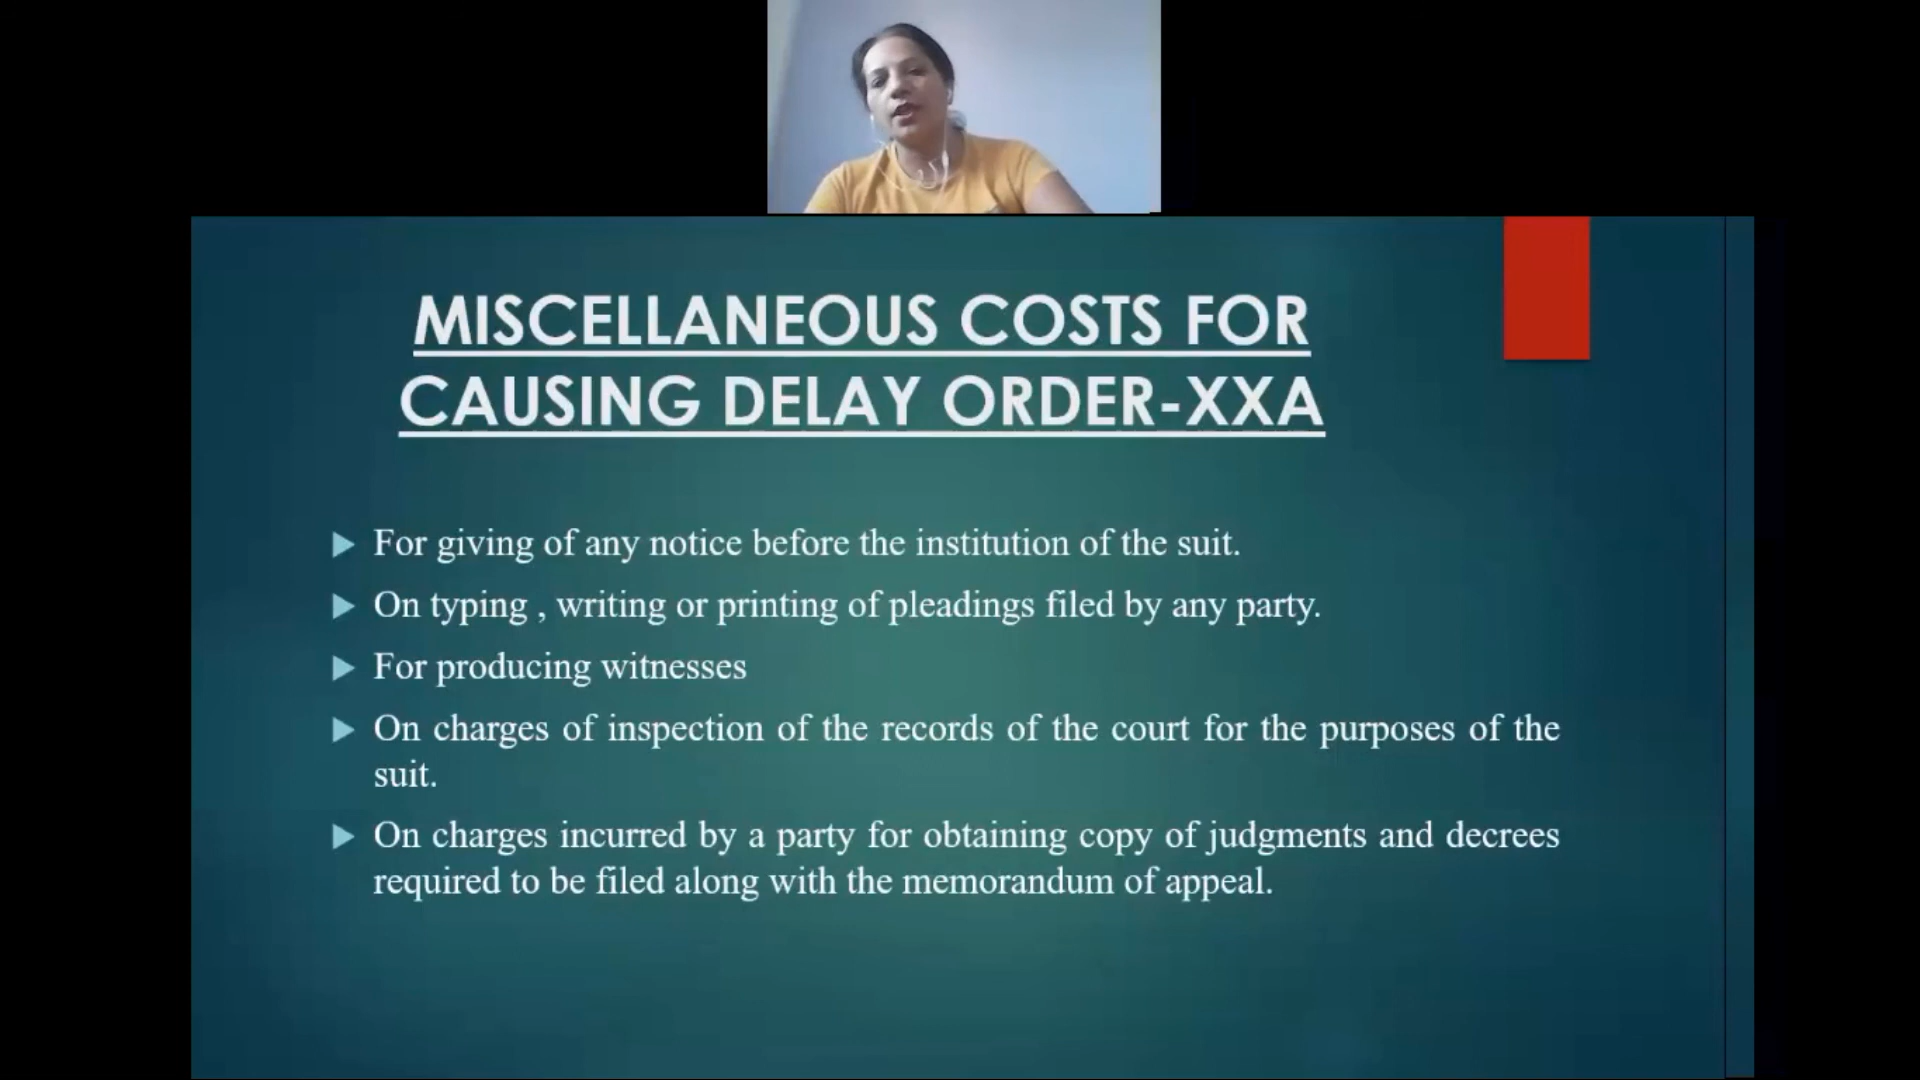 MISCELLANEOUS COSTS FOR
CAUSING DELAY ORDER-XXA
For giving of any notice before the institution of the suit.
On typing , writing or printing of pleadings filed by any party.
For producing witnesses
On charges of inspection of the records of the court for the purposes of the
suit.
On charges incurred by a party for obtaining copy of judgments and decrees
required to be filed along with the memorandum of appeal.